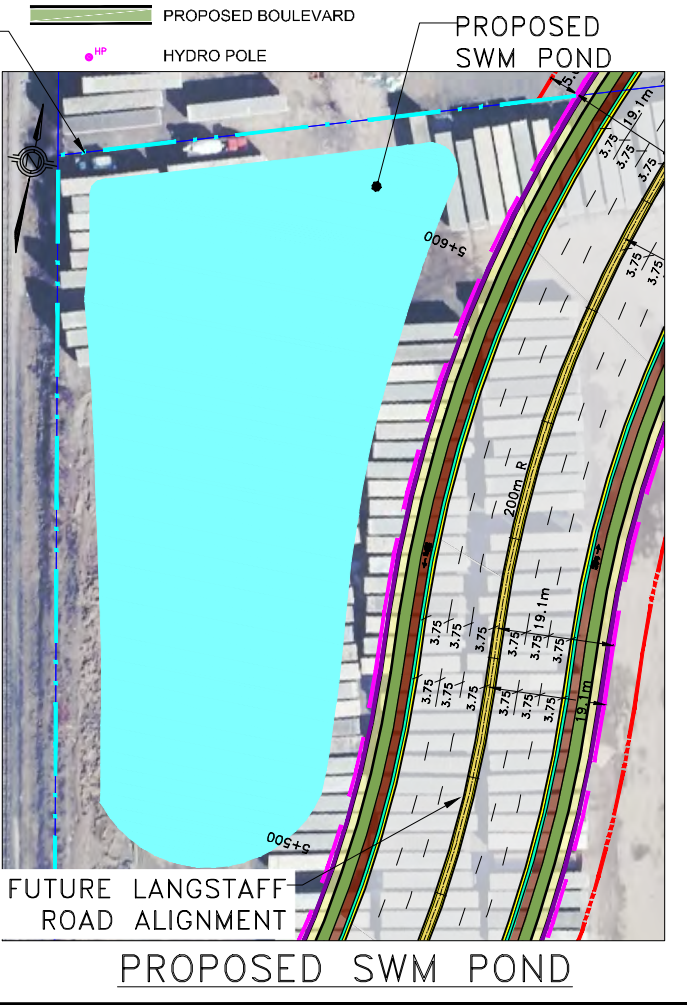 PROPOSED BOULEVARD
HP
HYDRO POLE
PROPOSED
SWM POND
19.1m
3.75
3.75
3.75
5+600
3.75
3.75
200m R
19.1m
3.75
3.75
3.75
3.75
3.75
3.75
3.75
3.75
3.75
3.75
3.75
3.75
19.1m
5+500
FUTURE LANGSTAFF
ROAD ALIGNMENT
PROPOSED SWM POND